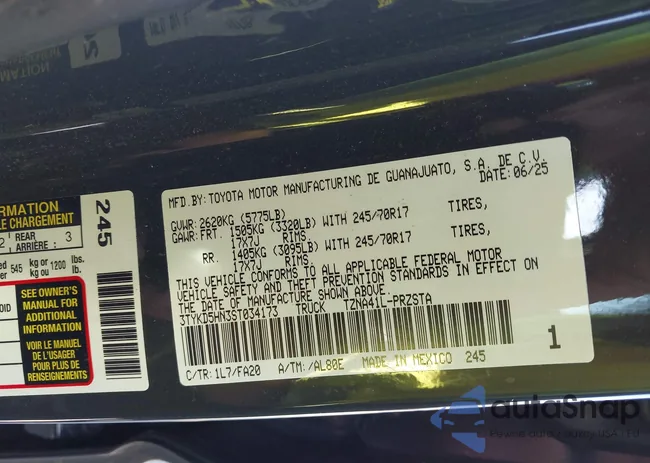 MFD.BY: TOYOTA MOTOR MANUFACTURING DE GUANAJUATO, S.A. DE C.V.
DATE: 06/25
GVWR: 2620KG (5775LB)
GAWR: FRT. 1505KG (3320LB) WITH 245/70R17 TIRES,
17X7J RIMS.
RR. 1405KG (3095LB) WITH 245/70R17 TIRES,
17X7J RIMS.
THIS VEHICLE CONFORMS TO ALL APPLICABLE FEDERAL MOTOR
VEHICLE SAFETY AND THEFT PREVENTION STANDARDS IN EFFECT ON
THE DATE OF MANUFACTURE SHOWN ABOVE.
3TYKD5HN3ST034173 TRUCK TZNA41L-PRZSTA
C/TR: 1L7/FA20 A/TM: /AL80E MADE IN MEXICO 245
1
245
REAR 3
ARRIÈRE :
545 kg or 1200 lbs.
kg ou lb.
SEE OWNER'S
MANUAL FOR
ADDITIONAL
INFORMATION
VOIR LE MANUEL
DE L'USAGER
POUR PLUS DE
RENSEIGNEMENTS